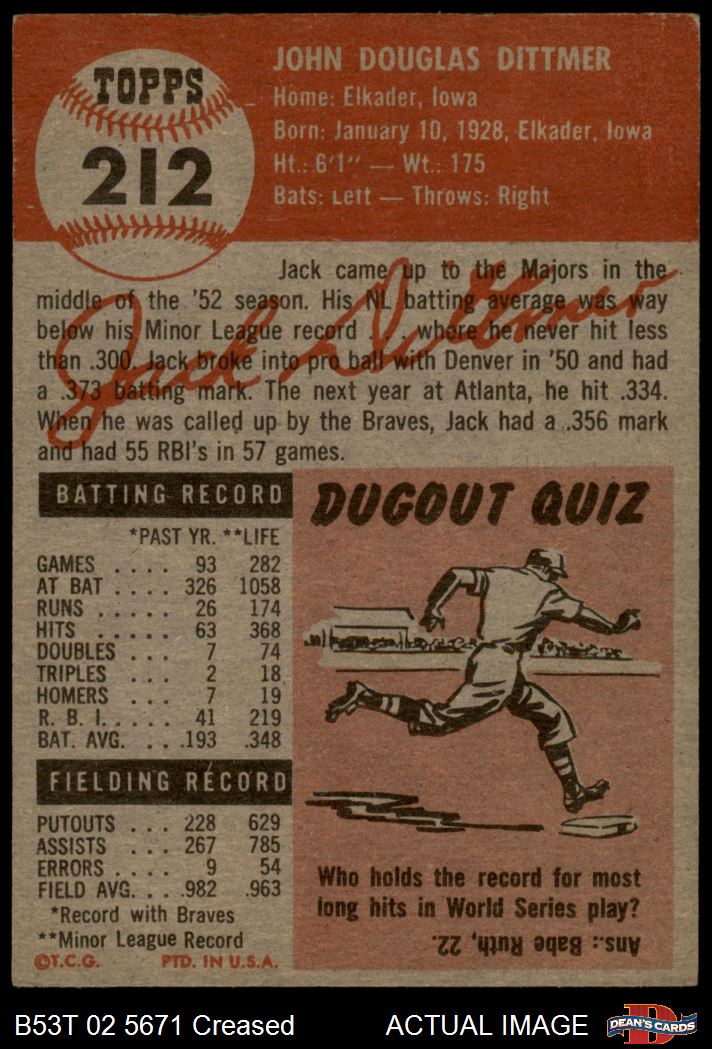 TOPPS
212
JOHN DOUGLAS DITTMER
Home: Elkader, Iowa
Born: January 10, 1928, Elkader, Iowa
Ht.: 6'1" — Wt.: 175
Bats: Left — Throws: Right
Jack came up to the Majors in the
middle of the '52 season. His NL batting average was way
below his Minor League record . . . where he never hit less
than .300. Jack broke into pro ball with Denver in '50 and had
a .373 batting mark. The next year at Atlanta, he hit .334.
When he was called up by the Braves, Jack had a .356 mark
and had 55 RBI's in 57 games.
Jack Dittmer
BATTING RECORD
*PAST YR. **LIFE
GAMES .... 93 282
AT BAT .... 326 1058
RUNS ..... 26 174
HITS ..... 63 368
DOUBLES ... 7 74
TRIPLES ... 2 18
HOMERS ... 7 19
R. B. I. .... 41 219
BAT. AVG. ... .193 .348
FIELDING RECORD
PUTOUTS ... 228 629
ASSISTS ... 267 785
ERRORS .... 9 54
FIELD AVG. ... .982 .963
*Record with Braves
**Minor League Record
©T.C.G. PTD. IN U.S.A.
DUGOUT QUIZ
Who holds the record for most
long hits in World Series play?
Ans.: Babe Ruth, 22.
B53T 02 5671 Creased ACTUAL IMAGE
DEAN'S CARDS